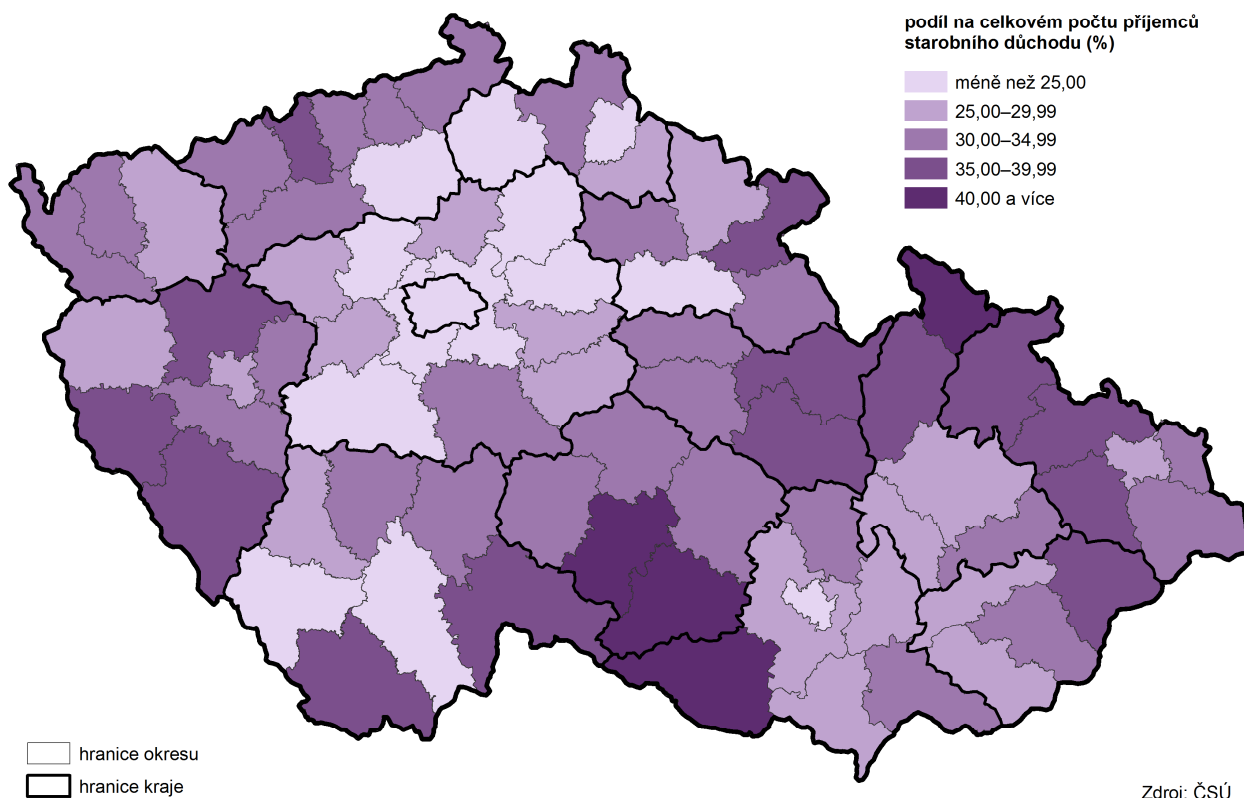 podíl na celkovém počtu příjemců
starobního důchodu (%)
méně než 25,00
25,00–29,99
30,00–34,99
35,00–39,99
40,00 a více
hranice okresu
hranice kraje
Zdroj: ČSÚ